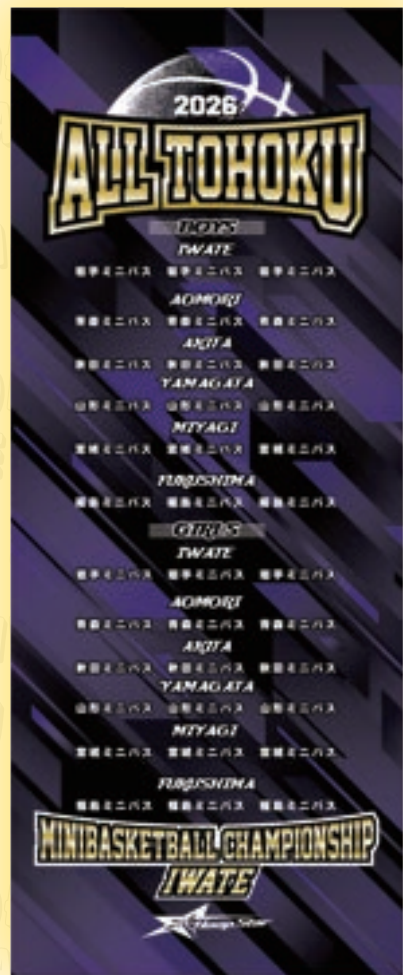 2026
ALL TOHOKU
BOYS
IWATE
岩手ミニバス 岩手ミニバス 岩手ミニバス
AOMORI
青森ミニバス 青森ミニバス 青森ミニバス
AKITA
秋田ミニバス 秋田ミニバス 秋田ミニバス
YAMAGATA
山形ミニバス 山形ミニバス 山形ミニバス
MIYAGI
宮城ミニバス 宮城ミニバス 宮城ミニバス
FUKUSHIMA
福島ミニバス 福島ミニバス 福島ミニバス
GIRLS
IWATE
岩手ミニバス 岩手ミニバス 岩手ミニバス
AOMORI
青森ミニバス 青森ミニバス 青森ミニバス
AKITA
秋田ミニバス 秋田ミニバス 秋田ミニバス
YAMAGATA
山形ミニバス 山形ミニバス 山形ミニバス
MIYAGI
宮城ミニバス 宮城ミニバス 宮城ミニバス
FUKUSHIMA
福島ミニバス 福島ミニバス 福島ミニバス
MINIBASKETBALL CHAMPIONSHIP
IWATE
Hoop Star